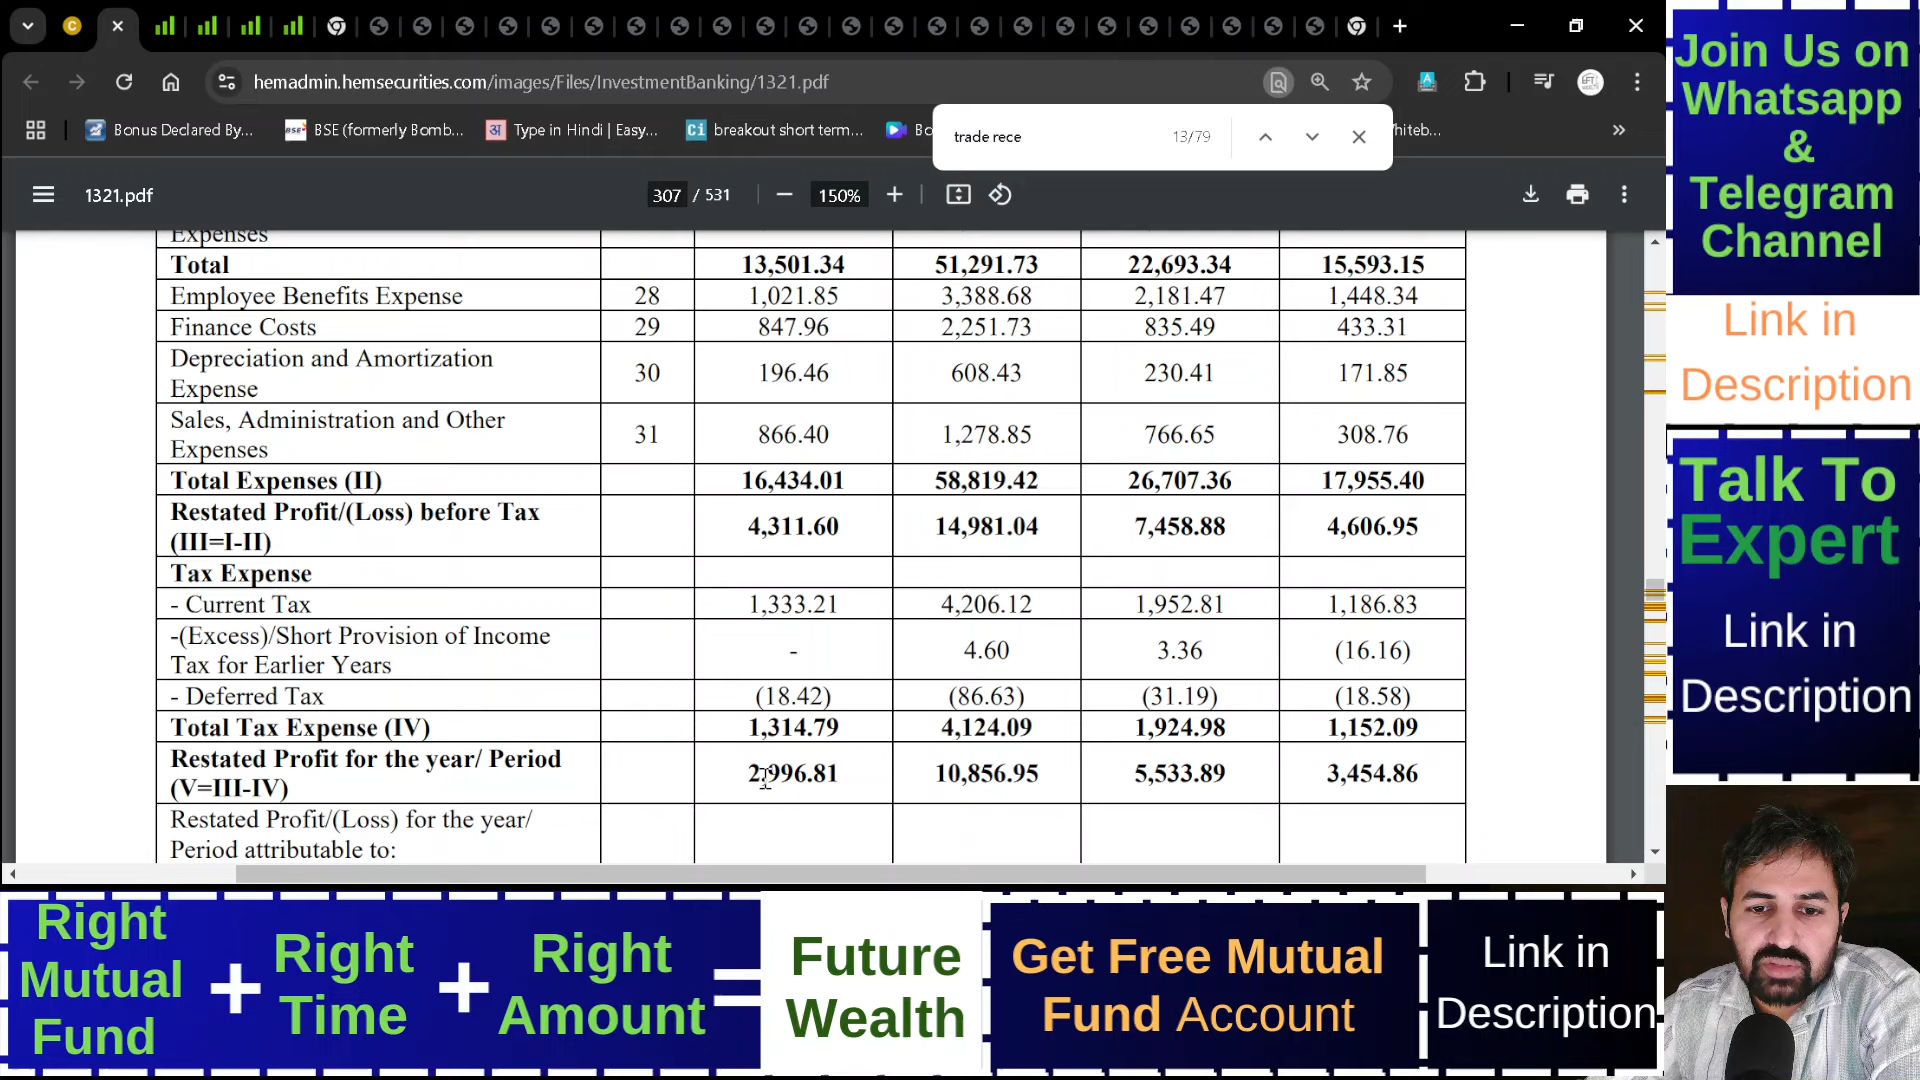 hemadmin.hemsecurities.com/images/Files/InvestmentBanking/1321.pdf
Bonus Declared By...
BSE (formerly Bomb...
Type in Hindi | Easy...
breakout short term...
trade rece 13/79
1321.pdf
307 / 531
150%
Expenses
Total 13,501.34 51,291.73 22,693.34 15,593.15
Employee Benefits Expense 28 1,021.85 3,388.68 2,181.47 1,448.34
Finance Costs 29 847.96 2,251.73 835.49 433.31
Depreciation and Amortization
Expense 30 196.46 608.43 230.41 171.85
Sales, Administration and Other
Expenses 31 866.40 1,278.85 766.65 308.76
Total Expenses (II) 16,434.01 58,819.42 26,707.36 17,955.40
Restated Profit/(Loss) before Tax
(III=I-II) 4,311.60 14,981.04 7,458.88 4,606.95
Tax Expense
- Current Tax 1,333.21 4,206.12 1,952.81 1,186.83
-(Excess)/Short Provision of Income
Tax for Earlier Years - 4.60 3.36 (16.16)
- Deferred Tax (18.42) (86.63) (31.19) (18.58)
Total Tax Expense (IV) 1,314.79 4,124.09 1,924.98 1,152.09
Restated Profit for the year/ Period
(V=III-IV) 2,996.81 10,856.95 5,533.89 3,454.86
Restated Profit/(Loss) for the year/
Period attributable to:
Join Us on
Whatsapp
&
Telegram
Channel
Link in
Description
Talk To
Expert
Link in
Description
Right
Mutual
Fund
+
Right
Time
+
Right
Amount
=
Future
Wealth
Get Free Mutual
Fund Account
Link in
Description